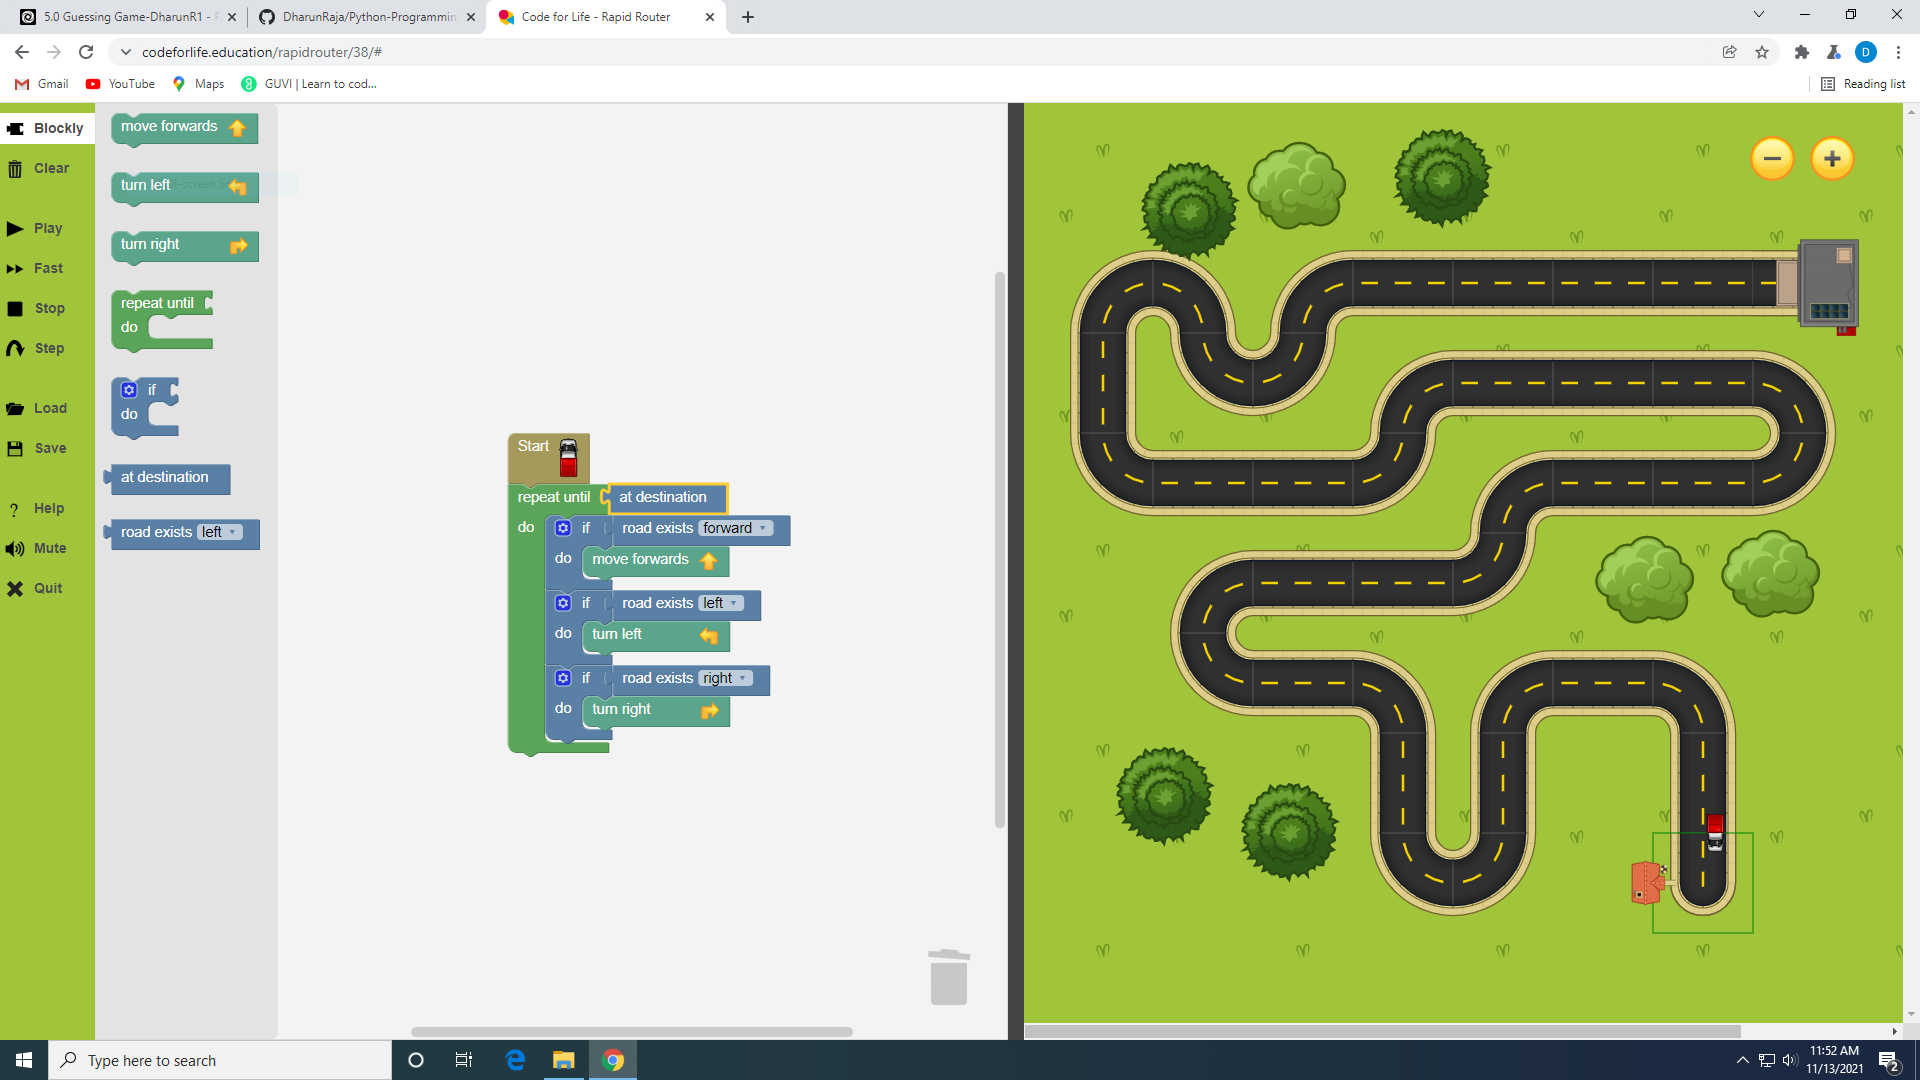 5.0 Guessing Game-DharunR1 -
DharunRaja/Python-Programmin
Code for Life - Rapid Router
codeforlife.education/rapidrouter/38/#
D
Gmail
YouTube
Maps
GUVI | Learn to cod...
Reading list
Blockly
Clear
Play
Fast
Stop
Step
Load
Save
Help
Mute
Quit
move forwards
turn left
turn right
repeat until
do
if
do
at destination
road exists left
Start
repeat until at destination
do if road exists forward
do move forwards
if road exists left
do turn left
if road exists right
do turn right
Type here to search
11:52 AM
11/13/2021
2